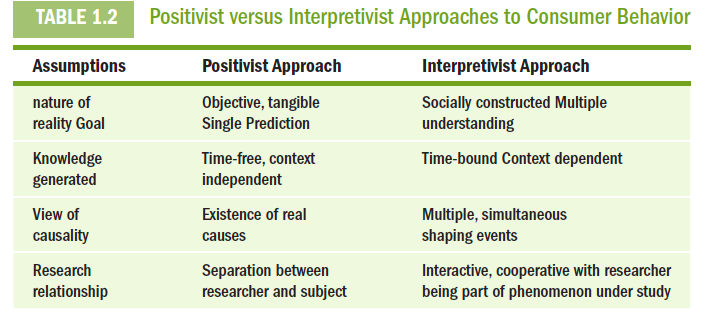 TABLE 1.2 Positivist versus Interpretivist Approaches to Consumer Behavior
Assumptions Positivist Approach Interpretivist Approach
nature of Objective, tangible Socially constructed Multiple
reality Goal Single Prediction understanding
Knowledge Time-free, context Time-bound Context dependent
generated independent
View of Existence of real Multiple, simultaneous
causality causes shaping events
Research Separation between Interactive, cooperative with researcher
relationship researcher and subject being part of phenomenon under study